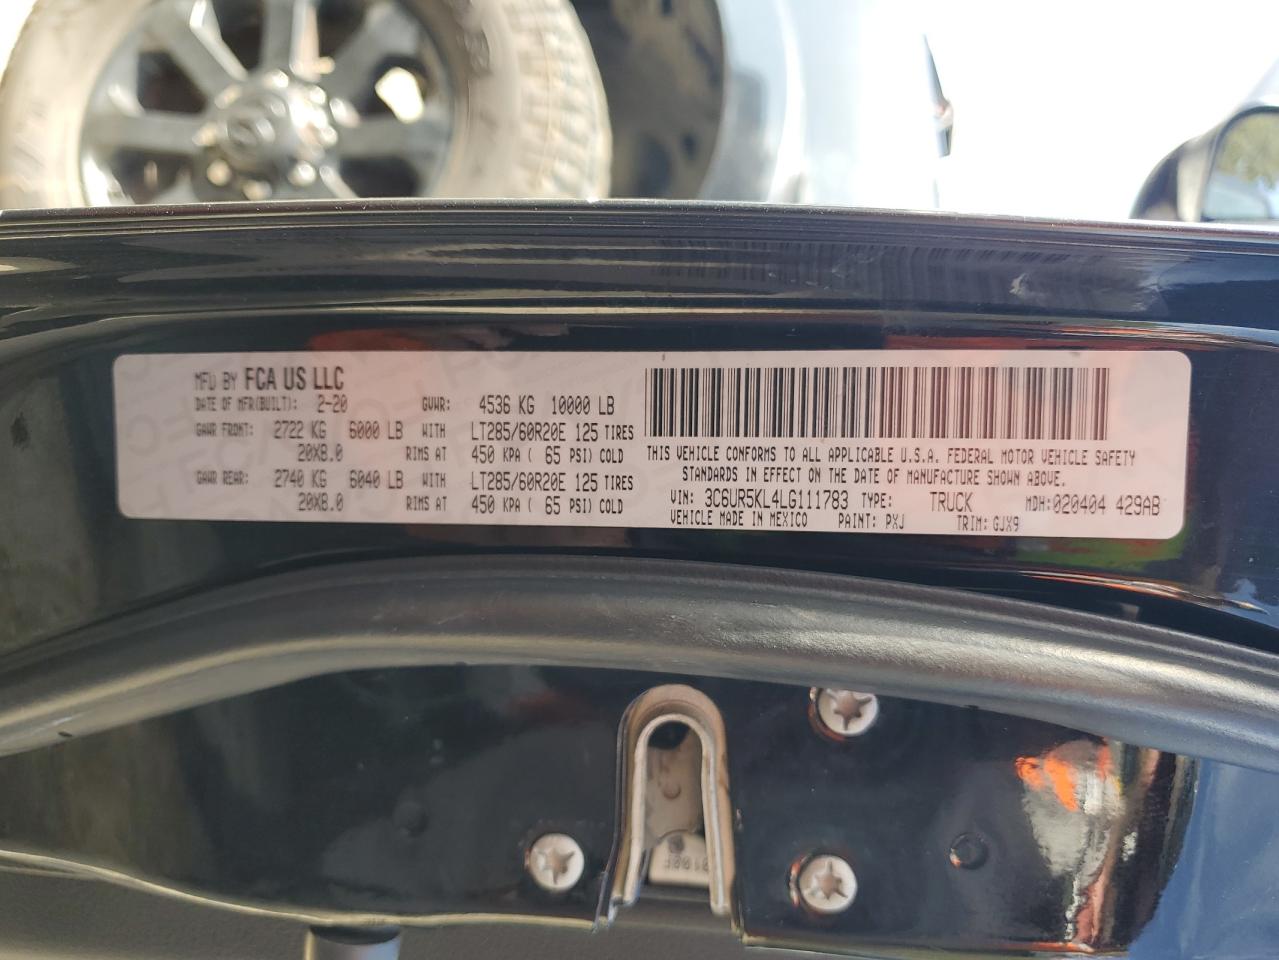 MFD BY FCA US LLC
DATE OF MFR(BUILT): 2-20 GVWR: 4536 KG 10000 LB
GAWR FRONT: 2722 KG 6000 LB WITH LT285/60R20E 125 TIRES
20X8.0 RIMS AT 450 KPA ( 65 PSI) COLD
GAWR REAR: 2740 KG 6040 LB WITH LT285/60R20E 125 TIRES
20X8.0 RIMS AT 450 KPA ( 65 PSI) COLD
THIS VEHICLE CONFORMS TO ALL APPLICABLE U.S.A. FEDERAL MOTOR VEHICLE SAFETY
STANDARDS IN EFFECT ON THE DATE OF MANUFACTURE SHOWN ABOVE.
VIN: 3C6UR5KL4LG111783 TYPE: TRUCK MDH:020404 429AB
VEHICLE MADE IN MEXICO PAINT: PXJ TRIM: GJX9